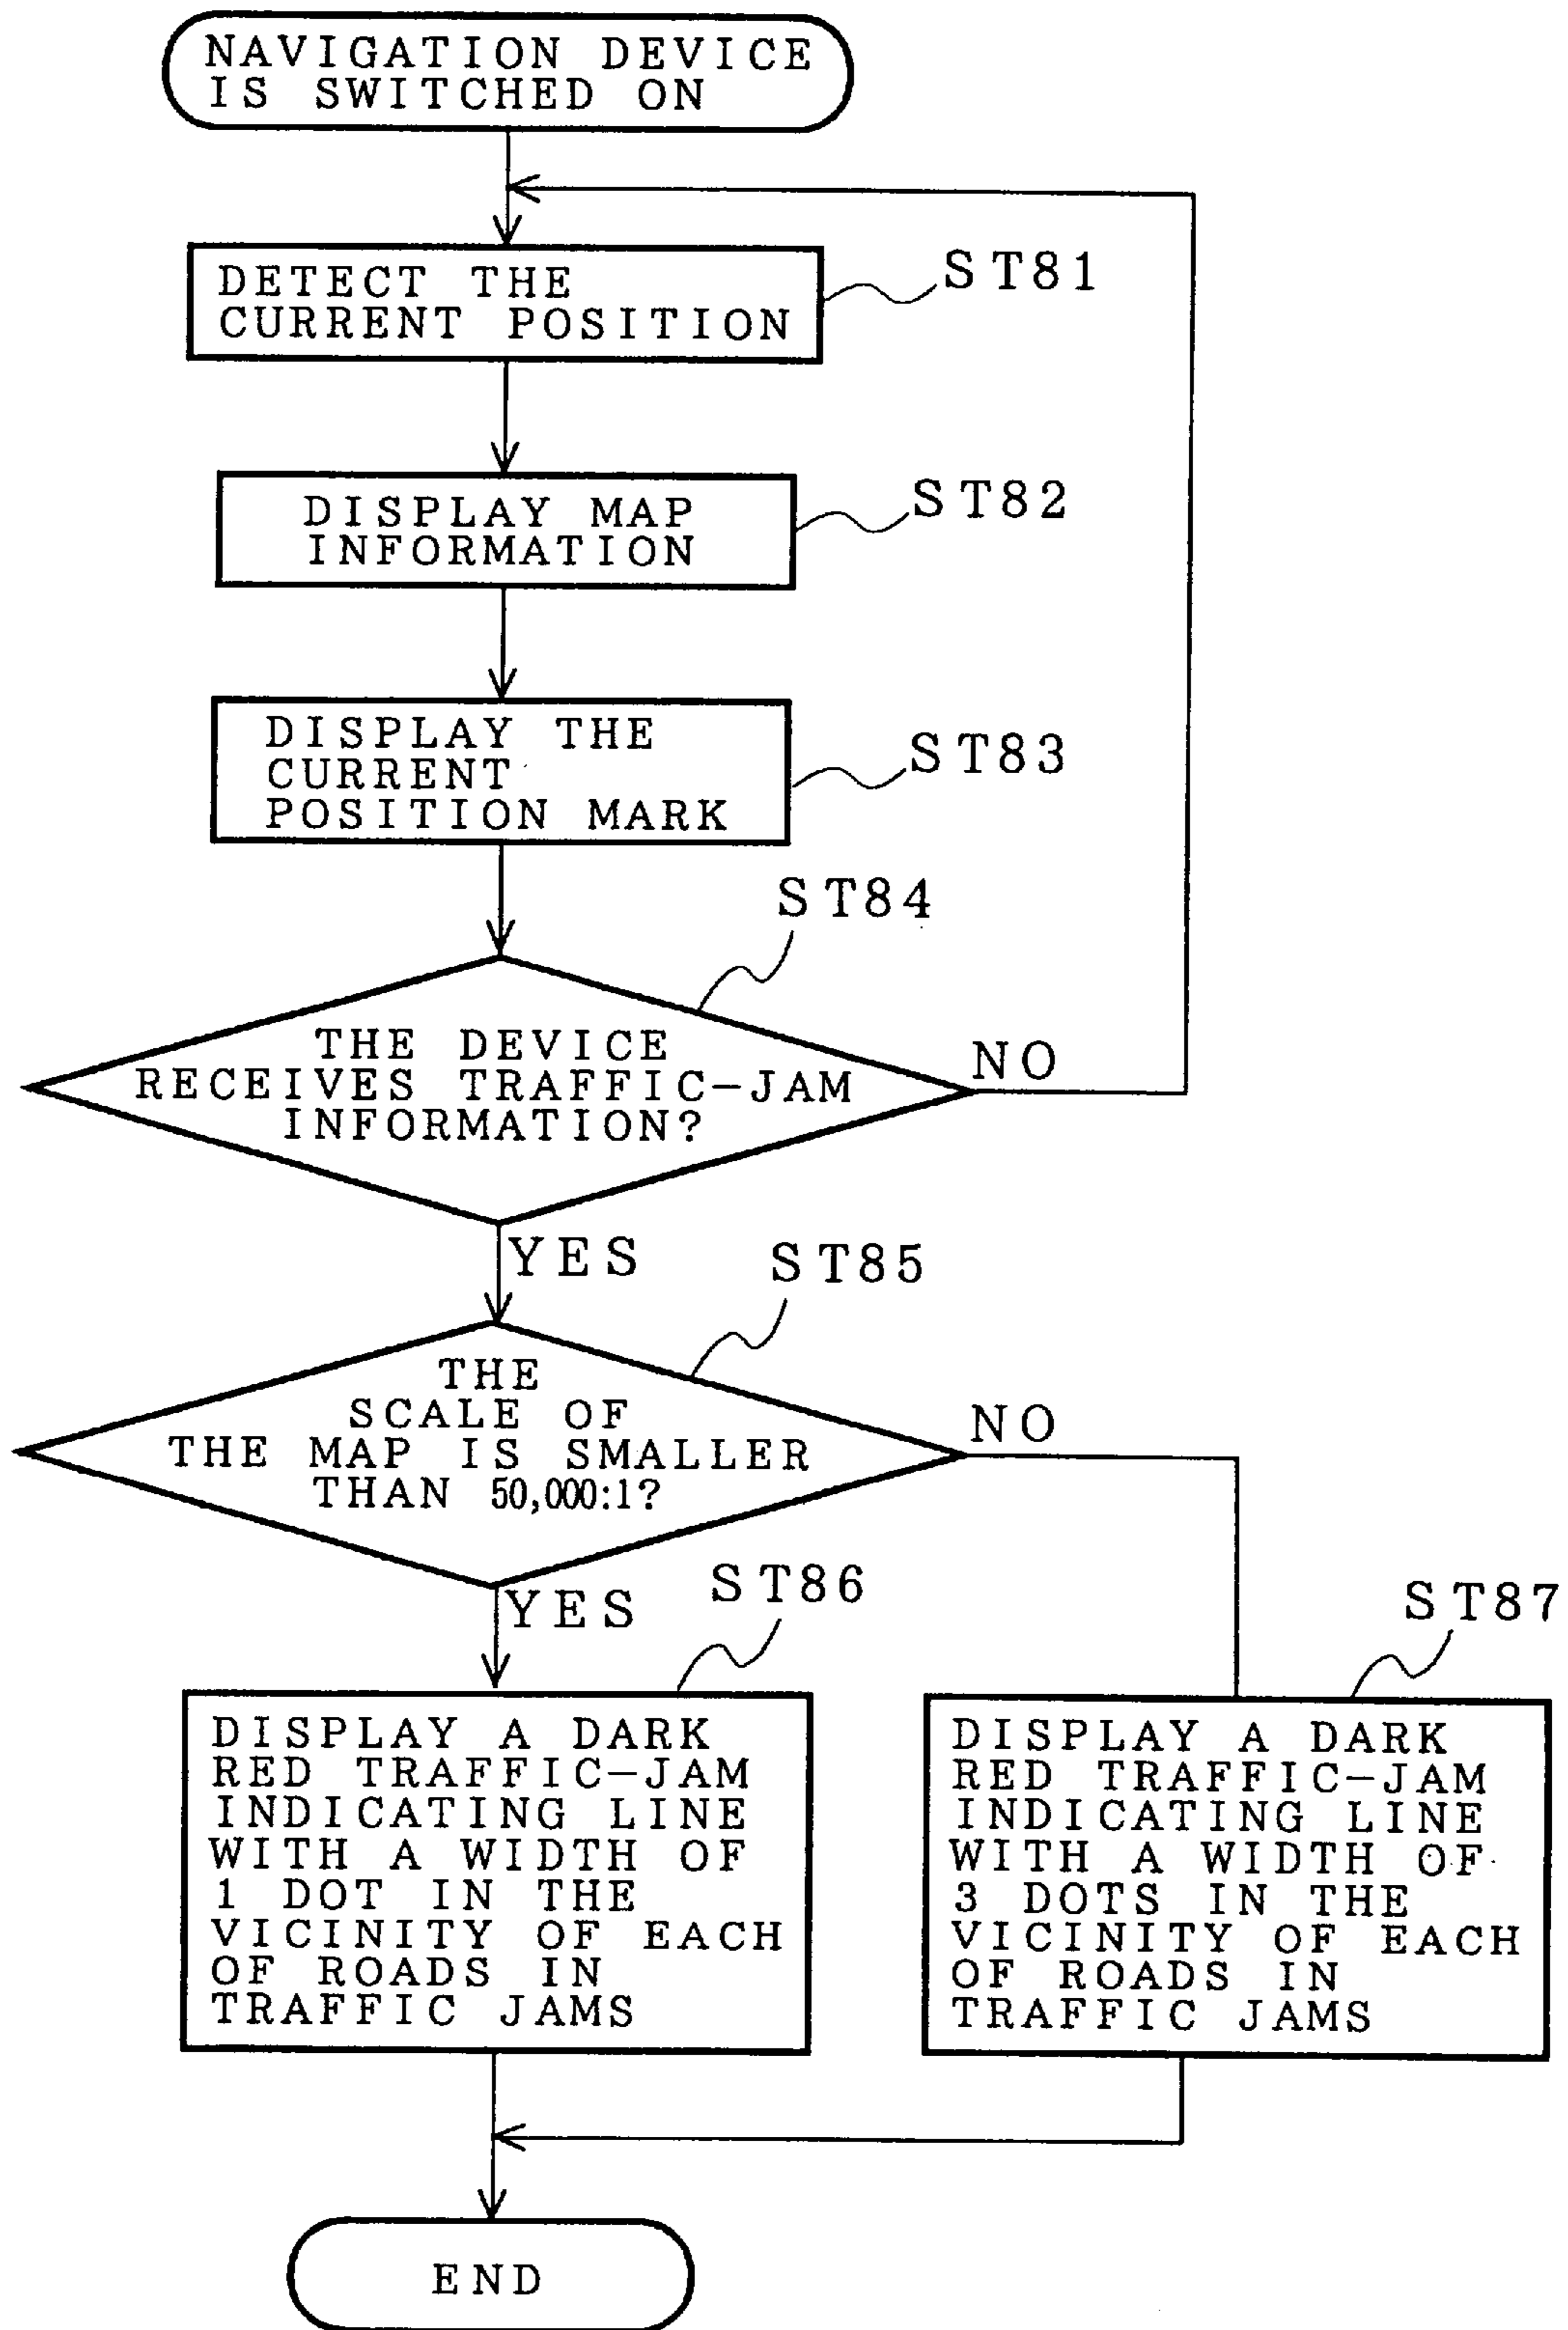 NAVIGATION DEVICE
IS SWITCHED ON
DETECT THE
CURRENT POSITION
ST81
DISPLAY MAP
INFORMATION
ST82
DISPLAY THE
CURRENT
POSITION MARK
ST83
ST84
THE DEVICE
RECEIVES TRAFFIC-JAM
INFORMATION?
NO
YES
ST85
THE
SCALE OF
THE MAP IS SMALLER
THAN 50,000:1?
NO
YES
ST86
DISPLAY A DARK
RED TRAFFIC-JAM
INDICATING LINE
WITH A WIDTH OF
1 DOT IN THE
VICINITY OF EACH
OF ROADS IN
TRAFFIC JAMS
ST87
DISPLAY A DARK
RED TRAFFIC-JAM
INDICATING LINE
WITH A WIDTH OF
3 DOTS IN THE
VICINITY OF EACH
OF ROADS IN
TRAFFIC JAMS
END